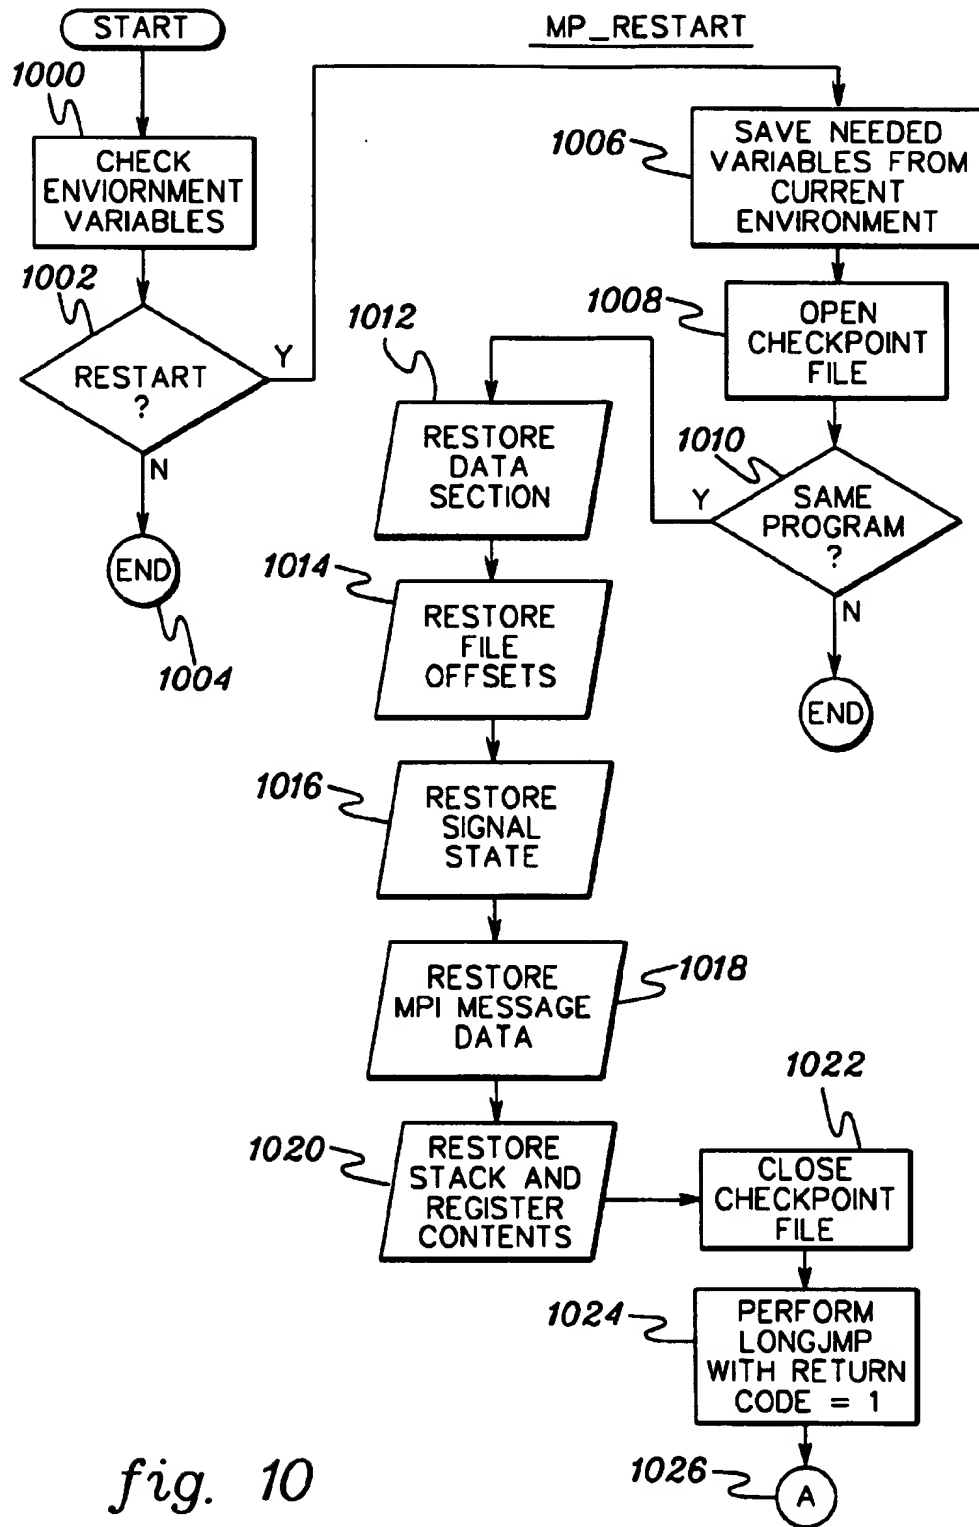 START
MP_RESTART
1000
CHECK
ENVIORNMENT
VARIABLES
1002
RESTART
?
Y
N
END
1004
1006
SAVE NEEDED
VARIABLES FROM
CURRENT
ENVIRONMENT
1008
OPEN
CHECKPOINT
FILE
1010
SAME
PROGRAM
?
Y
N
END
1012
RESTORE
DATA
SECTION
1014
RESTORE
FILE
OFFSETS
1016
RESTORE
SIGNAL
STATE
1018
RESTORE
MPI MESSAGE
DATA
1020
RESTORE
STACK AND
REGISTER
CONTENTS
1022
CLOSE
CHECKPOINT
FILE
1024
PERFORM
LONGJMP
WITH RETURN
CODE = 1
1026
A
fig. 10